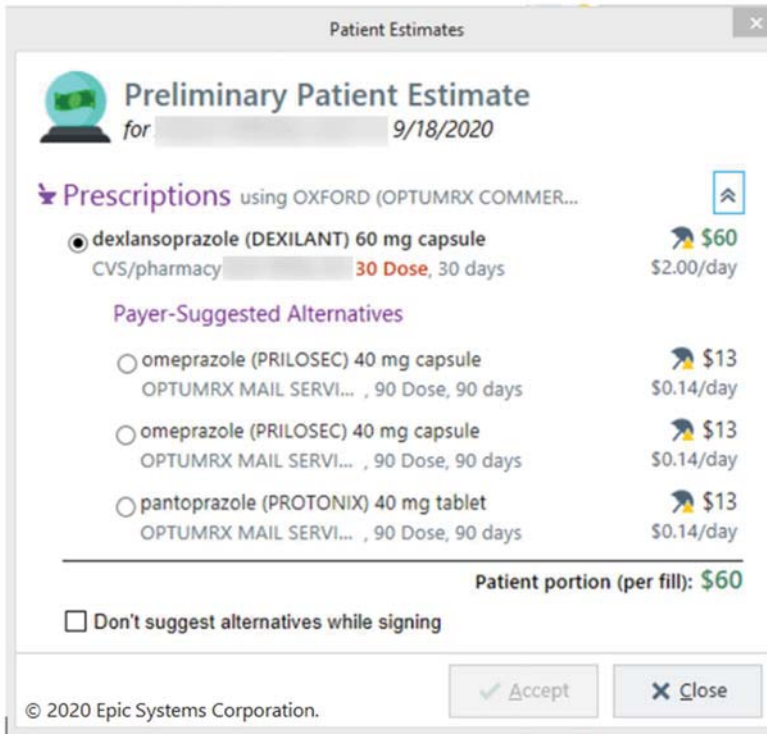 Patient Estimates
Preliminary Patient Estimate
for 9/18/2020
Prescriptions using OXFORD (OPTUMRX COMMER...
dexlansoprazole (DEXILANT) 60 mg capsule $60
CVS/pharmacy 30 Dose, 30 days $2.00/day
Payer-Suggested Alternatives
omeprazole (PRILOSEC) 40 mg capsule $13
OPTUMRX MAIL SERVI... , 90 Dose, 90 days $0.14/day
omeprazole (PRILOSEC) 40 mg capsule $13
OPTUMRX MAIL SERVI... , 90 Dose, 90 days $0.14/day
pantoprazole (PROTONIX) 40 mg tablet $13
OPTUMRX MAIL SERVI... , 90 Dose, 90 days $0.14/day
Patient portion (per fill): $60
Don't suggest alternatives while signing
Accept Close
© 2020 Epic Systems Corporation.